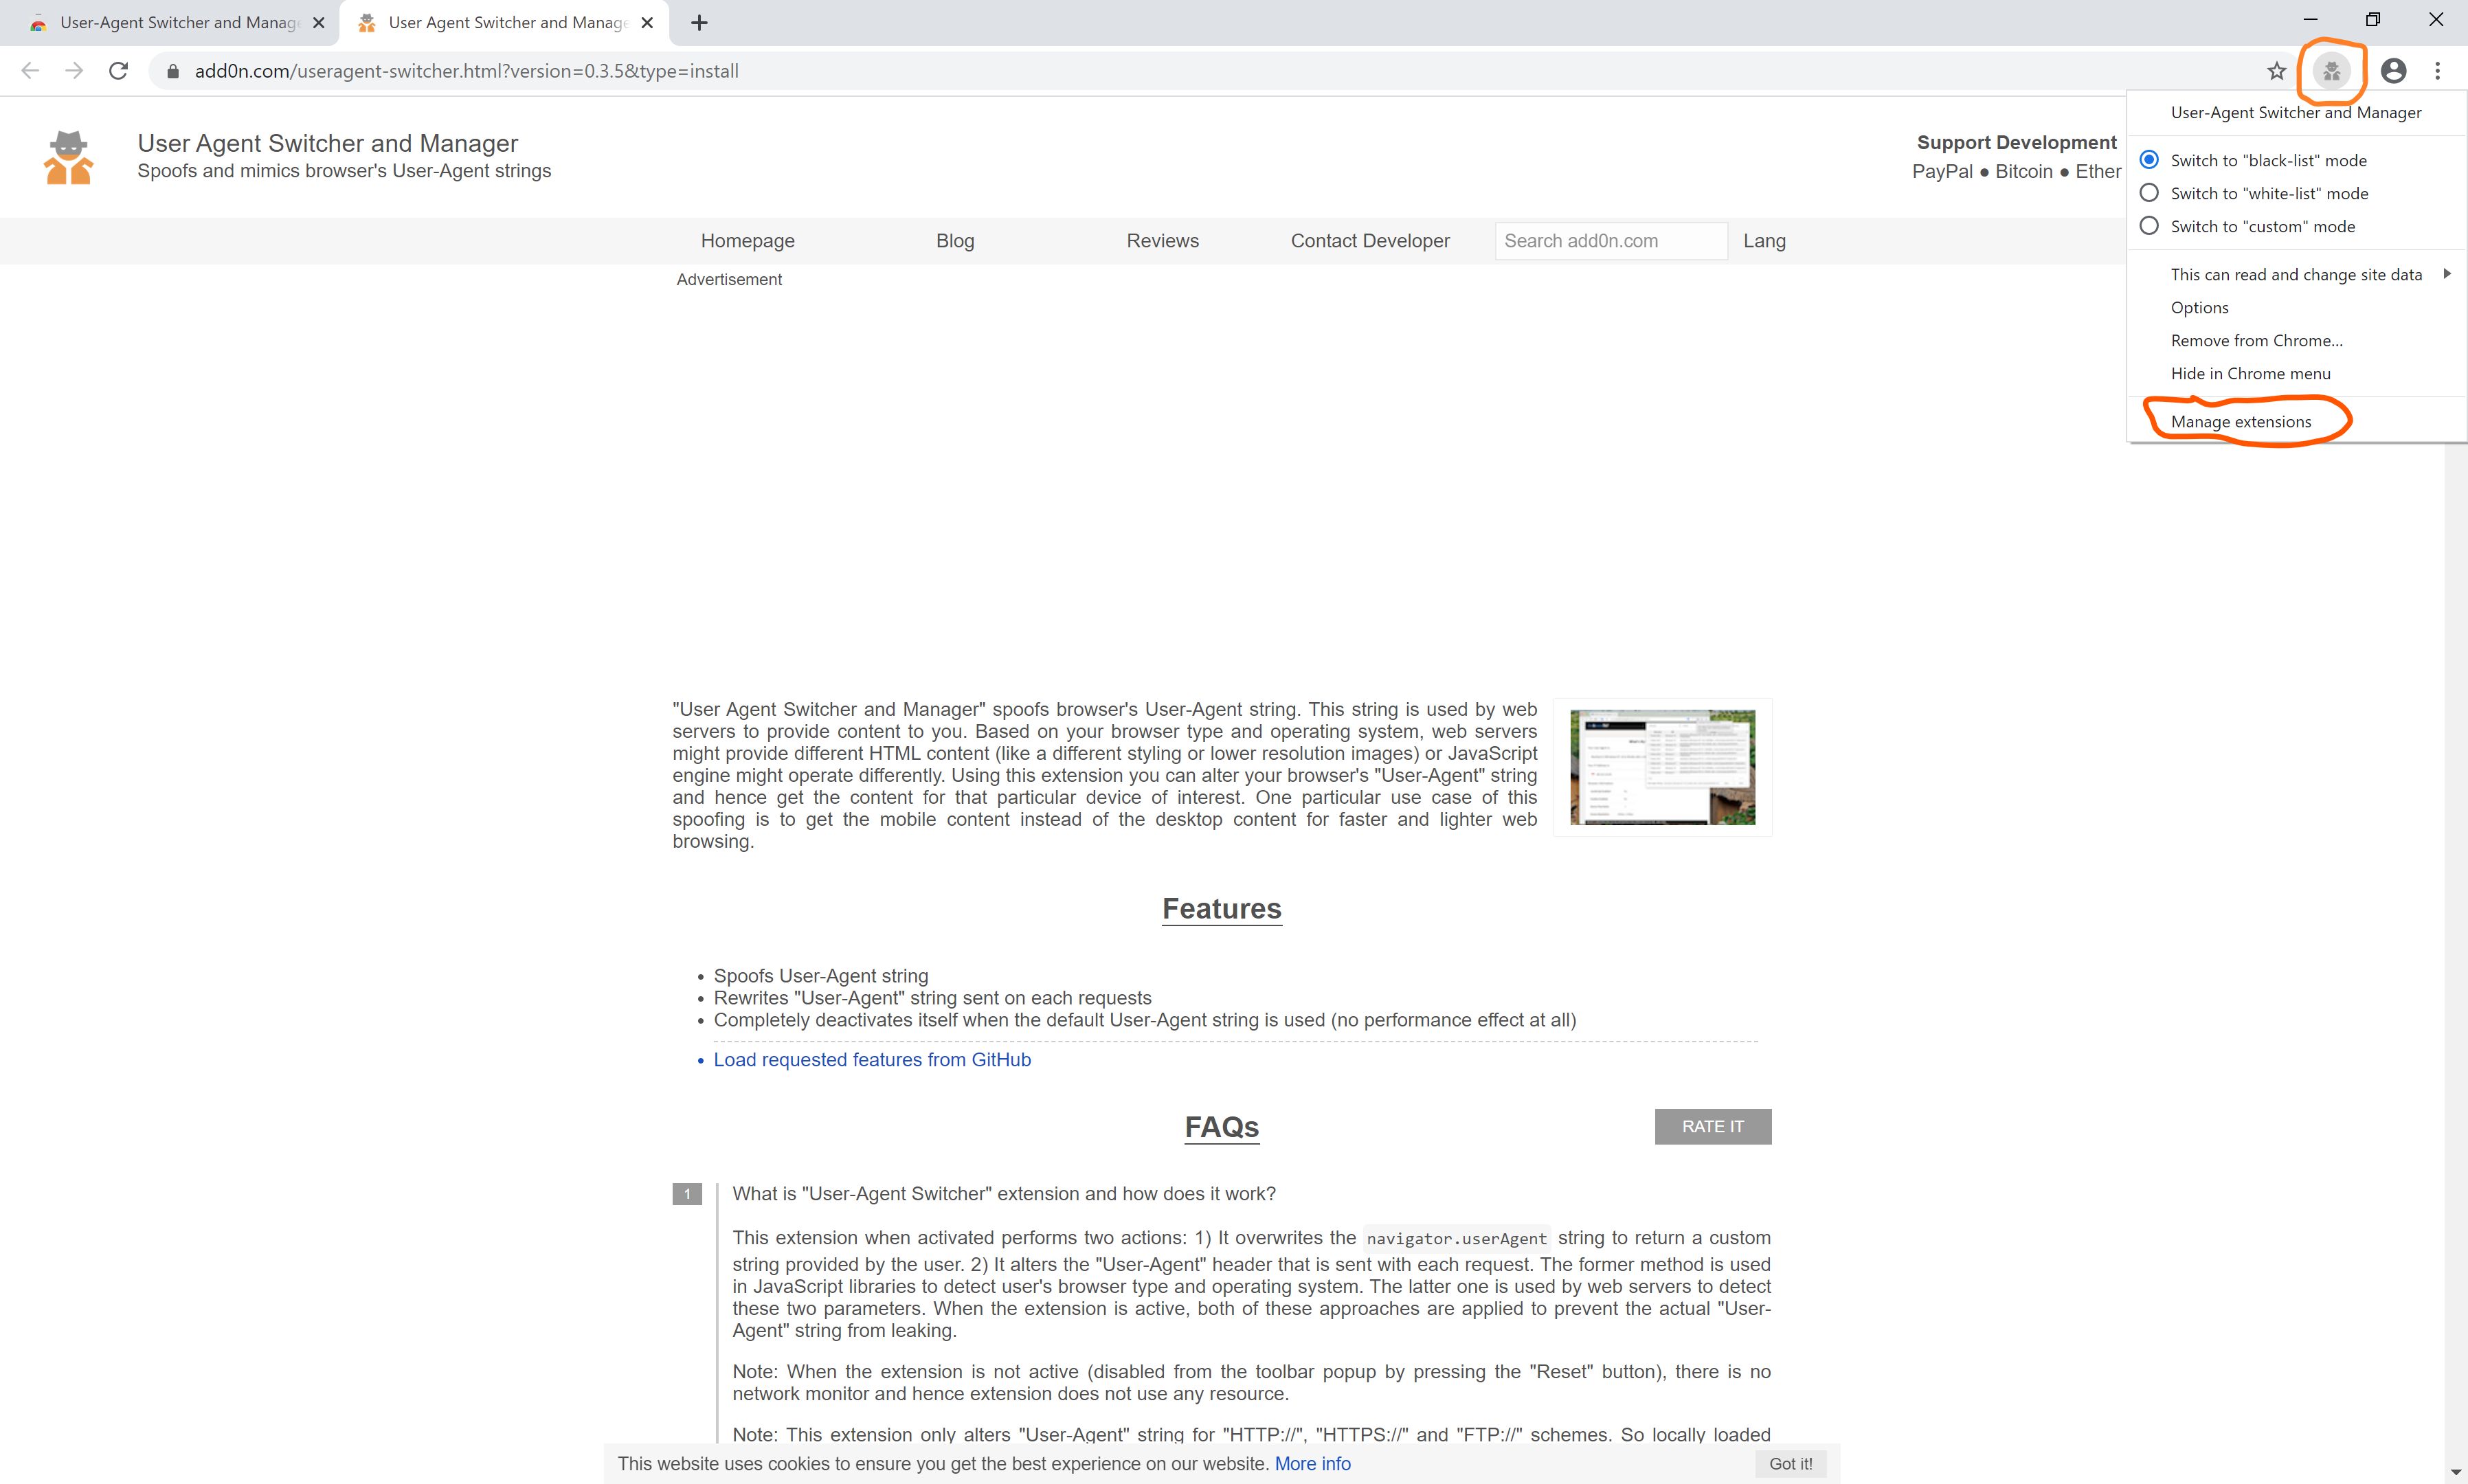 User-Agent Switcher and Manag
User Agent Switcher and Manage
add0n.com/useragent-switcher.html?version=0.3.5&type=install
User Agent Switcher and Manager
Spoofs and mimics browser's User-Agent strings
Support Development
PayPal ● Bitcoin ● Ether
User-Agent Switcher and Manager
Switch to "black-list" mode
Switch to "white-list" mode
Switch to "custom" mode
This can read and change site data
Options
Remove from Chrome...
Hide in Chrome menu
Manage extensions
Homepage Blog Reviews Contact Developer Search add0n.com Lang
Advertisement
"User Agent Switcher and Manager" spoofs browser's User-Agent string. This string is used by web
servers to provide content to you. Based on your browser type and operating system, web servers
might provide different HTML content (like a different styling or lower resolution images) or JavaScript
engine might operate differently. Using this extension you can alter your browser's "User-Agent" string
and hence get the content for that particular device of interest. One particular use case of this
spoofing is to get the mobile content instead of the desktop content for faster and lighter web
browsing.
Features
• Spoofs User-Agent string
• Rewrites "User-Agent" string sent on each requests
• Completely deactivates itself when the default User-Agent string is used (no performance effect at all)
• Load requested features from GitHub
FAQs
RATE IT
1 What is "User-Agent Switcher" extension and how does it work?
This extension when activated performs two actions: 1) It overwrites the navigator.userAgent string to return a custom
string provided by the user. 2) It alters the "User-Agent" header that is sent with each request. The former method is used
in JavaScript libraries to detect user's browser type and operating system. The latter one is used by web servers to detect
these two parameters. When the extension is active, both of these approaches are applied to prevent the actual "User-
Agent" string from leaking.
Note: When the extension is not active (disabled from the toolbar popup by pressing the "Reset" button), there is no
network monitor and hence extension does not use any resource.
Note: This extension only alters "User-Agent" string for "HTTP://", "HTTPS://" and "FTP://" schemes. So locally loaded
This website uses cookies to ensure you get the best experience on our website. More info
Got it!